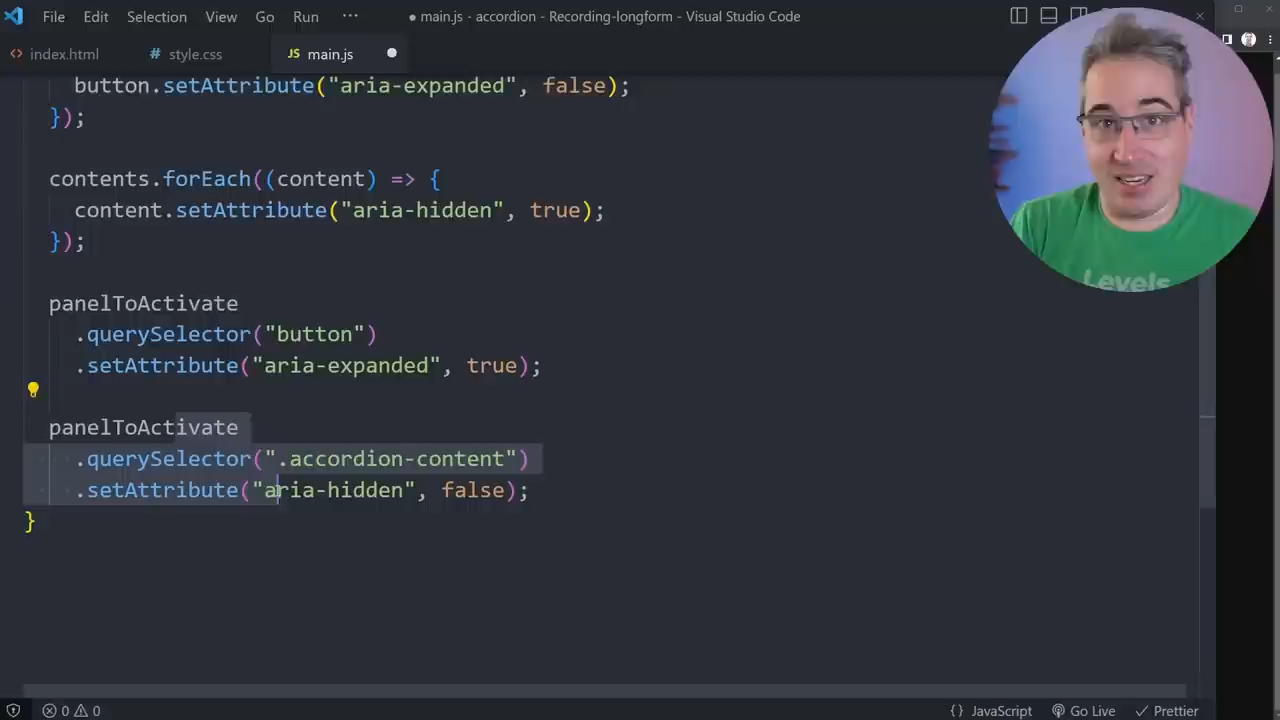 File Edit Selection View Go Run ··· ● main.js - accordion - Recording-longform - Visual Studio Code
<> index.html # style.css JS main.js ●
button.setAttribute("aria-expanded", false);
});
contents.forEach((content) => {
content.setAttribute("aria-hidden", true);
});
panelToActivate
.querySelector("button")
.setAttribute("aria-expanded", true);
panelToActivate
.querySelector(".accordion-content")
.setAttribute("aria-hidden", false);
}
Levels
0 0 {} JavaScript Go Live Prettier